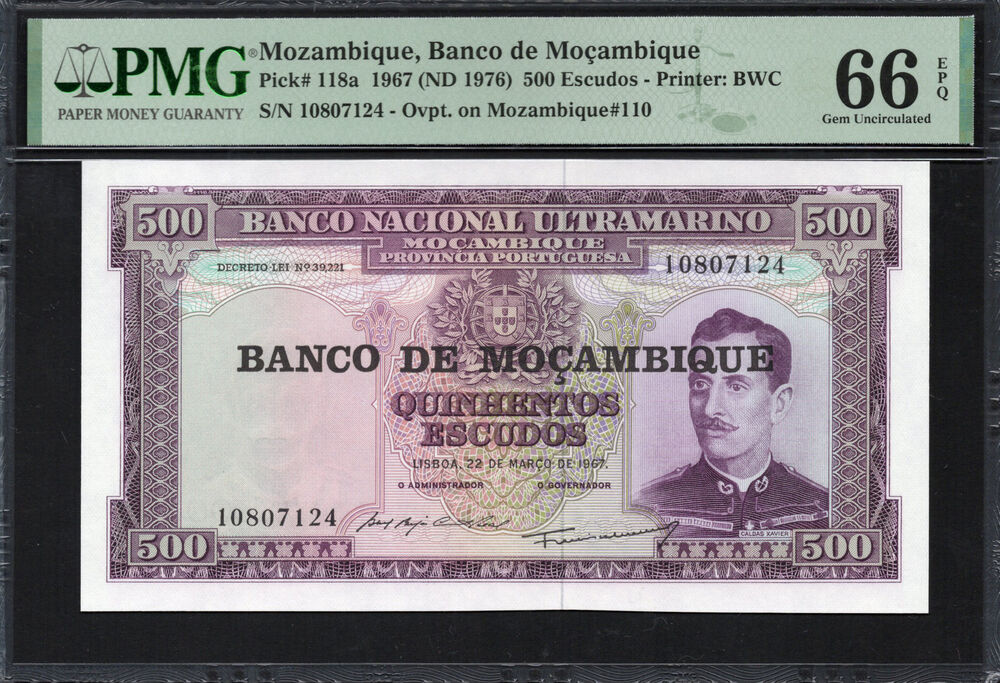 PMG®
PAPER MONEY GUARANTY
Mozambique, Banco de Moçambique
Pick# 118a 1967 (ND 1976) 500 Escudos - Printer: BWC
S/N 10807124 - Ovpt. on Mozambique#110
66 EPQ
Gem Uncirculated
500 BANCO NACIONAL ULTRAMARINO 500
MOÇAMBIQUE
PROVINCIA PORTUGUESA
DECRETO-LEI Nº 39.221
10807124
BANCO DE MOÇAMBIQUE
QUINHENTOS
ESCUDOS
LISBOA, 22 DE MARÇO DE 1967.
O ADMINISTRADOR O GOVERNADOR
10807124
CALDAS XAVIER
500 500